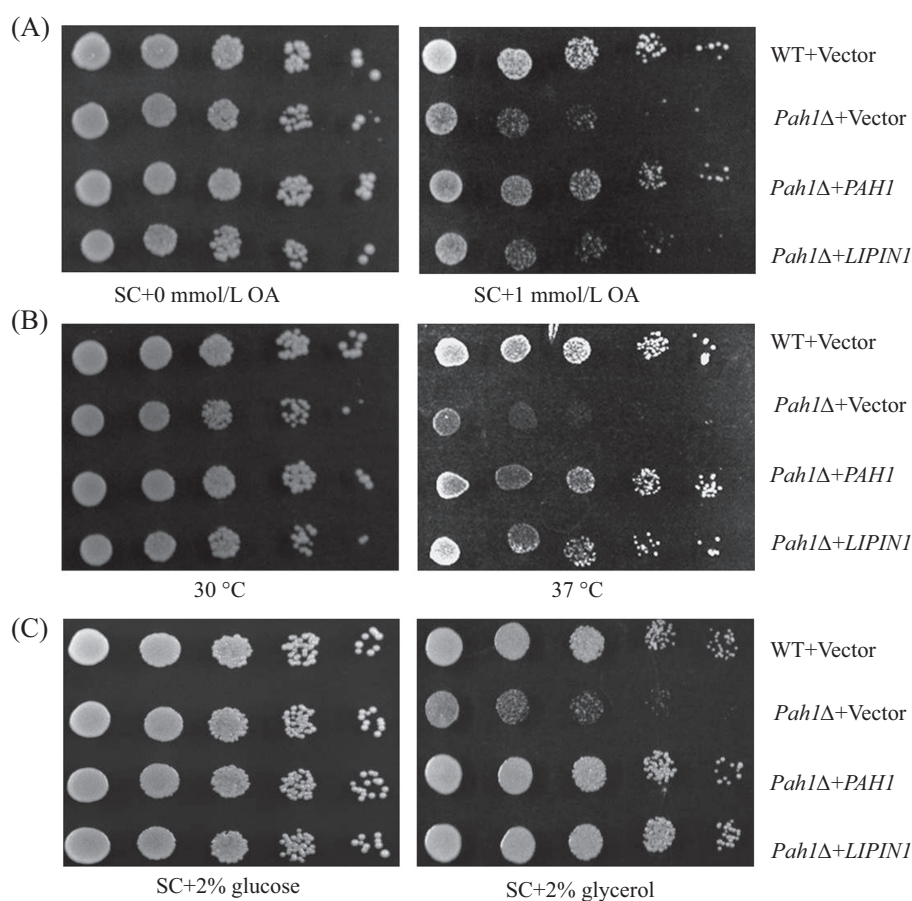 (A)
WT+Vector
Pah1Δ+Vector
Pah1Δ+PAH1
Pah1Δ+LIPIN1
SC+0 mmol/L OA
SC+1 mmol/L OA
(B)
WT+Vector
Pah1Δ+Vector
Pah1Δ+PAH1
Pah1Δ+LIPIN1
30 °C
37 °C
(C)
WT+Vector
Pah1Δ+Vector
Pah1Δ+PAH1
Pah1Δ+LIPIN1
SC+2% glucose
SC+2% glycerol